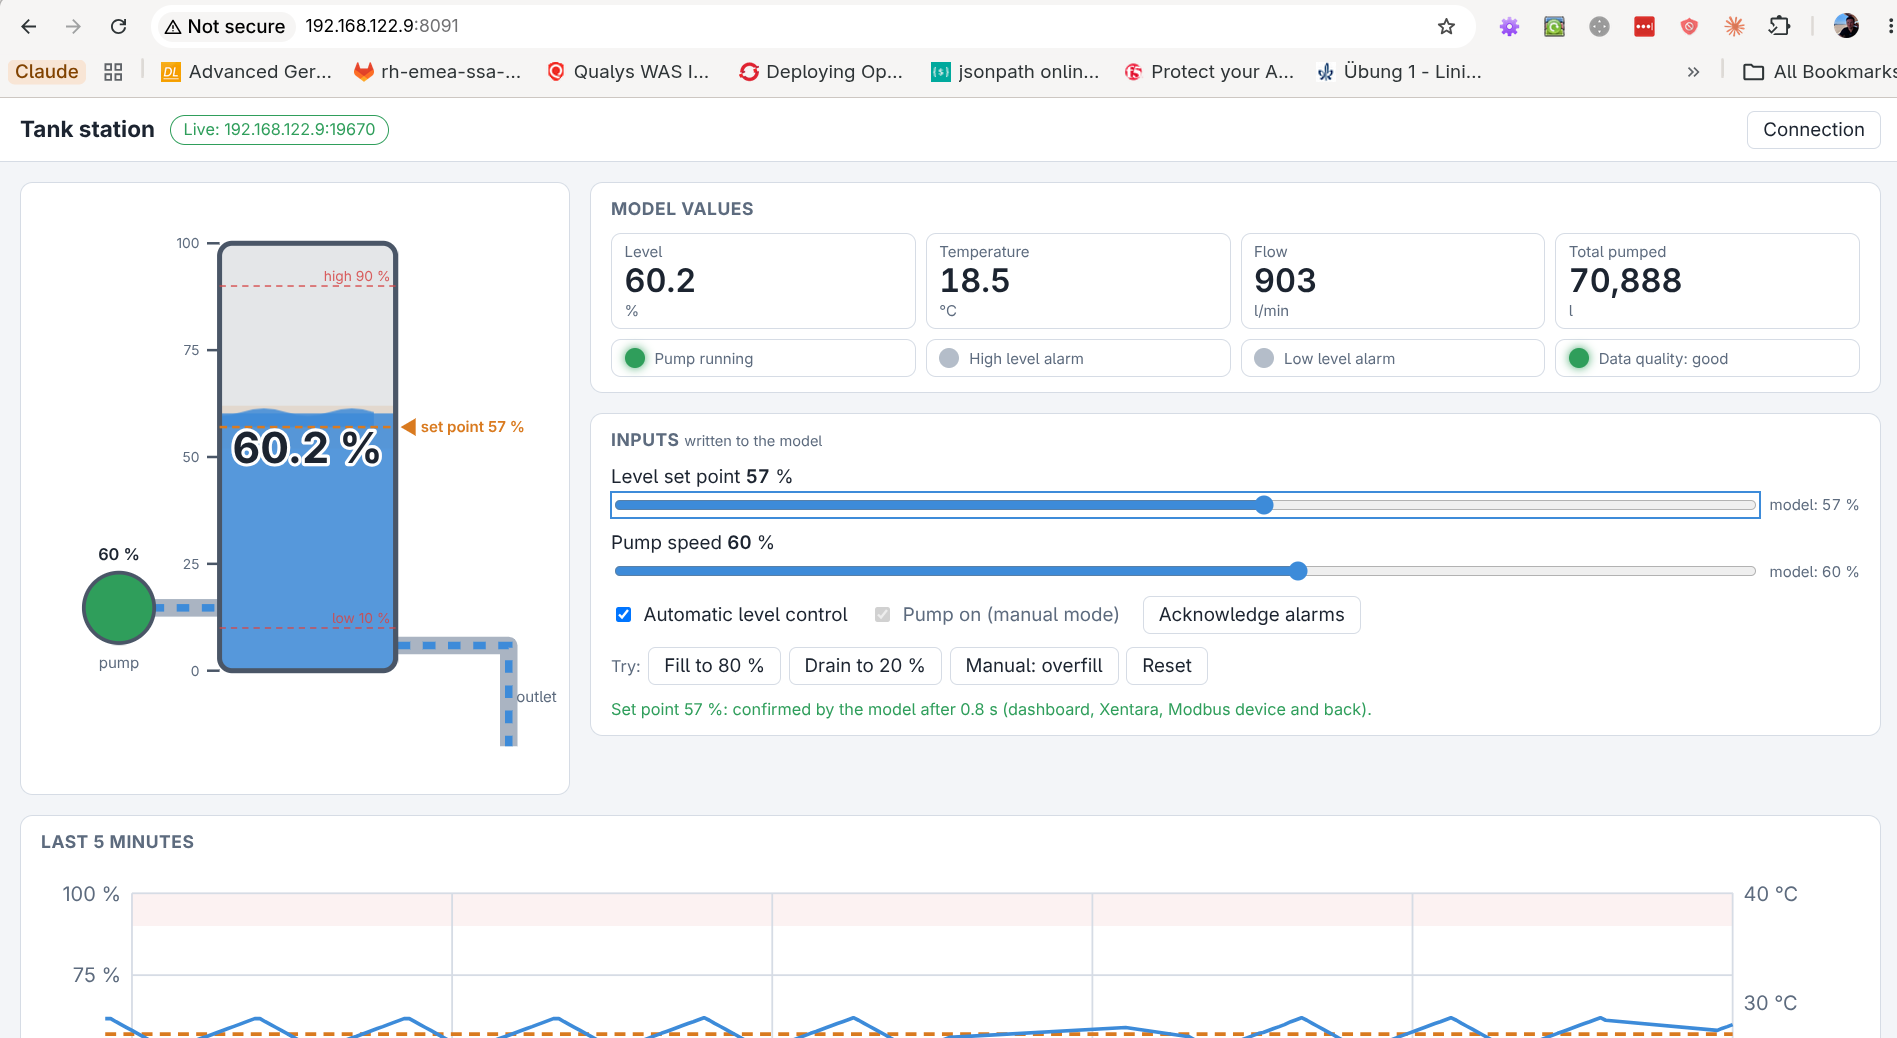 Not secure 192.168.122.9:8091
Claude Advanced Ger... rh-emea-ssa-... Qualys WAS I... Deploying Op... jsonpath onlin... Protect your A... Übung 1 - Lini... » All Bookmarks
Tank station Live: 192.168.122.9:19670 Connection
100
high 90 %
75
set point 57 %
60.2 %
50
60 %
25
low 10 %
pump
0
outlet
MODEL VALUES
Level Temperature Flow Total pumped
60.2 18.5 903 70,888
% °C l/min l
Pump running High level alarm Low level alarm Data quality: good
INPUTS written to the model
Level set point 57 %
model: 57 %
Pump speed 60 %
model: 60 %
Automatic level control Pump on (manual mode) Acknowledge alarms
Try: Fill to 80 % Drain to 20 % Manual: overfill Reset
Set point 57 %: confirmed by the model after 0.8 s (dashboard, Xentara, Modbus device and back).
LAST 5 MINUTES
100 % 40 °C
75 %
30 °C